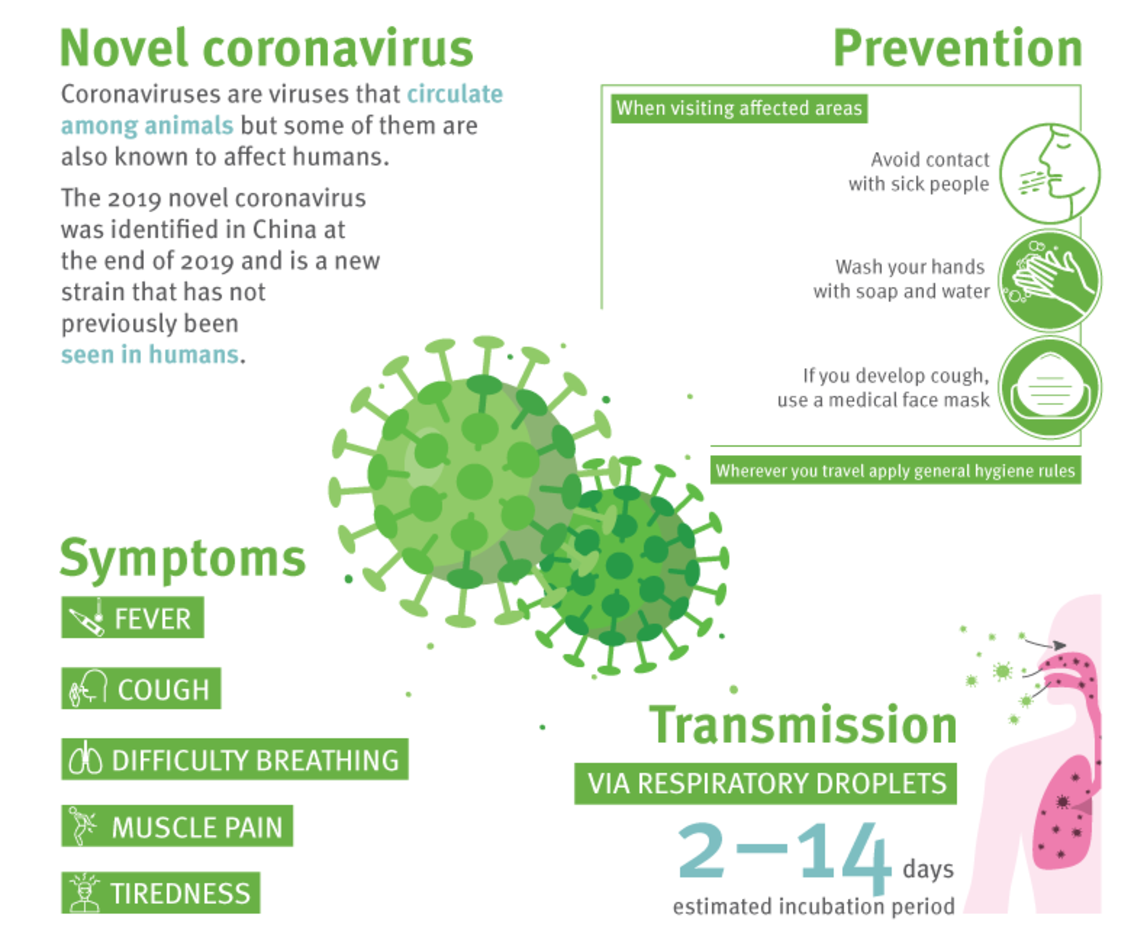 Novel coronavirus
Coronaviruses are viruses that circulate
among animals but some of them are
also known to affect humans.
The 2019 novel coronavirus
was identified in China at
the end of 2019 and is a new
strain that has not
previously been
seen in humans.
Prevention
When visiting affected areas
Avoid contact
with sick people
Wash your hands
with soap and water
If you develop cough,
use a medical face mask
Wherever you travel apply general hygiene rules
Symptoms
FEVER
COUGH
DIFFICULTY BREATHING
MUSCLE PAIN
TIREDNESS
Transmission
VIA RESPIRATORY DROPLETS
2–14 days
estimated incubation period